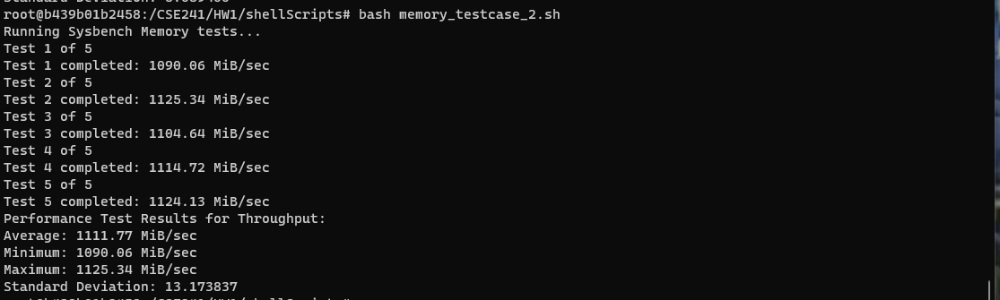 root@b439b01b2458:/CSE241/HW1/shellScripts# bash memory_testcase_2.sh
Running Sysbench Memory tests...
Test 1 of 5
Test 1 completed: 1090.06 MiB/sec
Test 2 of 5
Test 2 completed: 1125.34 MiB/sec
Test 3 of 5
Test 3 completed: 1104.64 MiB/sec
Test 4 of 5
Test 4 completed: 1114.72 MiB/sec
Test 5 of 5
Test 5 completed: 1124.13 MiB/sec
Performance Test Results for Throughput:
Average: 1111.77 MiB/sec
Minimum: 1090.06 MiB/sec
Maximum: 1125.34 MiB/sec
Standard Deviation: 13.173837